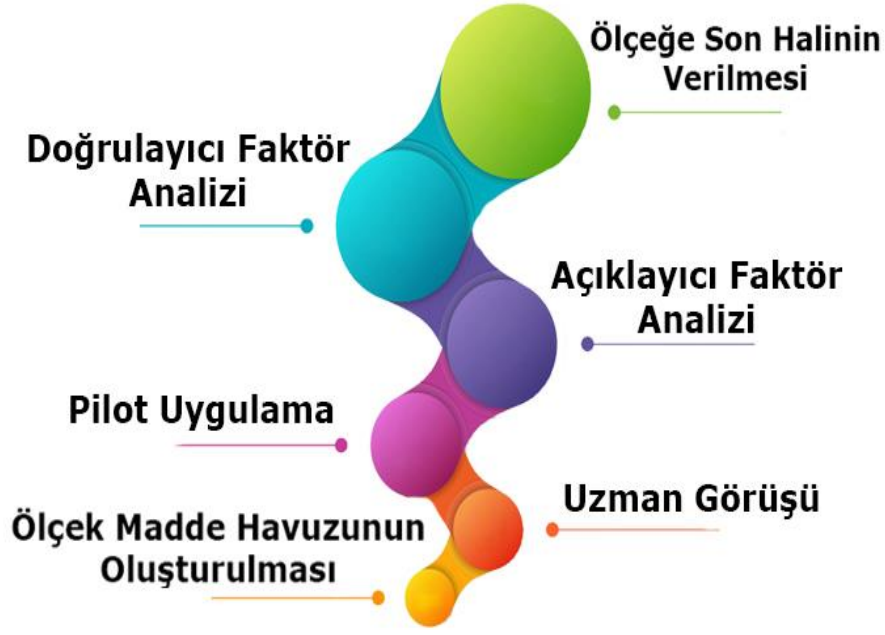 Ölçeğe Son Halinin
Verilmesi
Doğrulayıcı Faktör
Analizi
Açıklayıcı Faktör
Analizi
Pilot Uygulama
Uzman Görüşü
Ölçek Madde Havuzunun
Oluşturulması